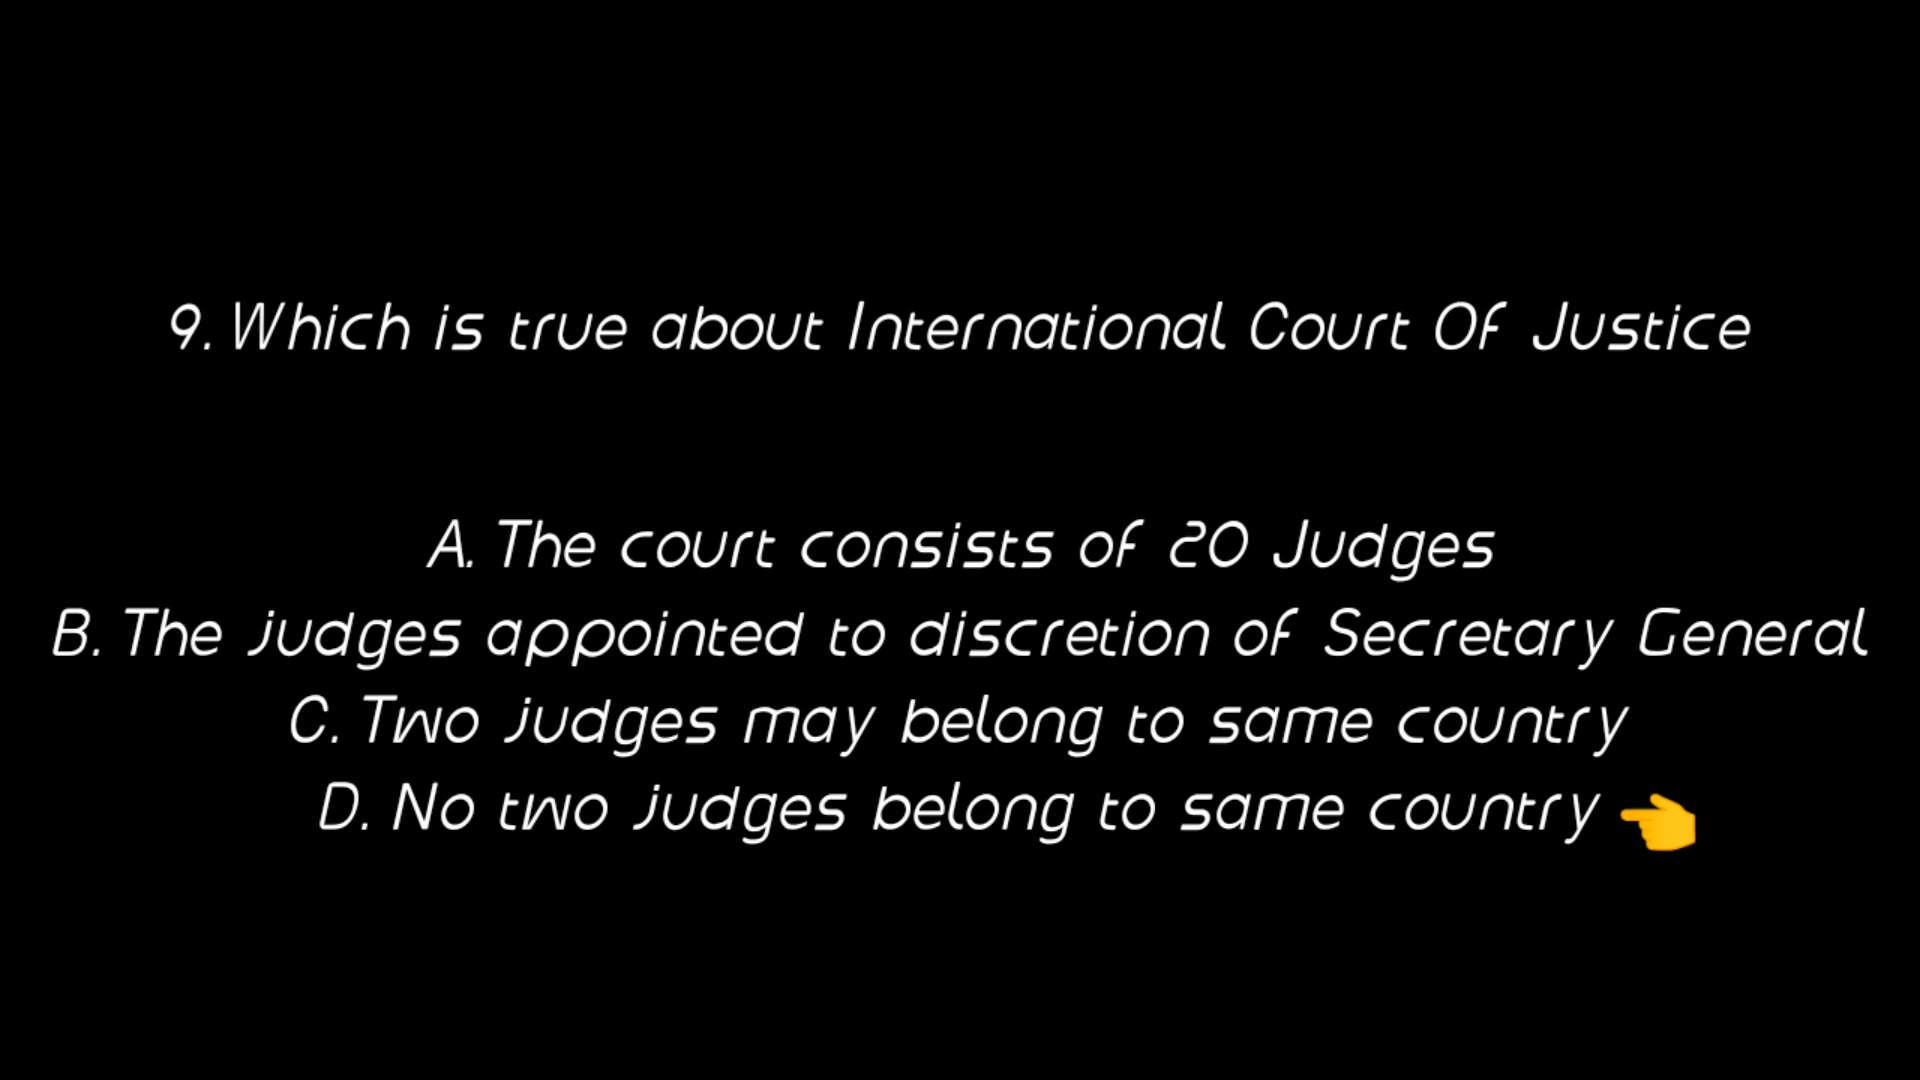 9. Which is true about International Court Of Justice
A. The court consists of 20 Judges
B. The judges appointed to discretion of Secretary General
C. Two judges may belong to same country
D. No two judges belong to same country 👈